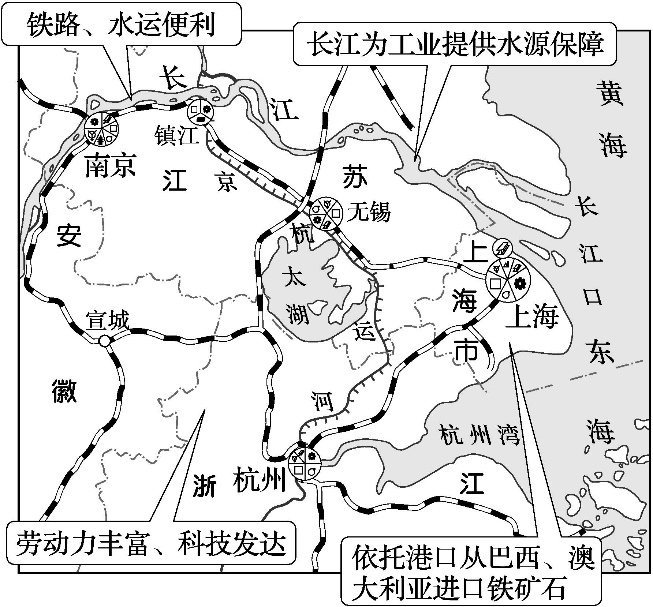 铁路、水运便利
长江为工业提供水源保障
长
江
黄
海
镇江
南京
江
京
苏
无锡
杭
长
江
口
安
太
湖
上
海
市
上海
运
宣城
东
海
徽
河
杭州湾
杭州
浙
江
劳动力丰富、科技发达
依托港口从巴西、澳
大利亚进口铁矿石